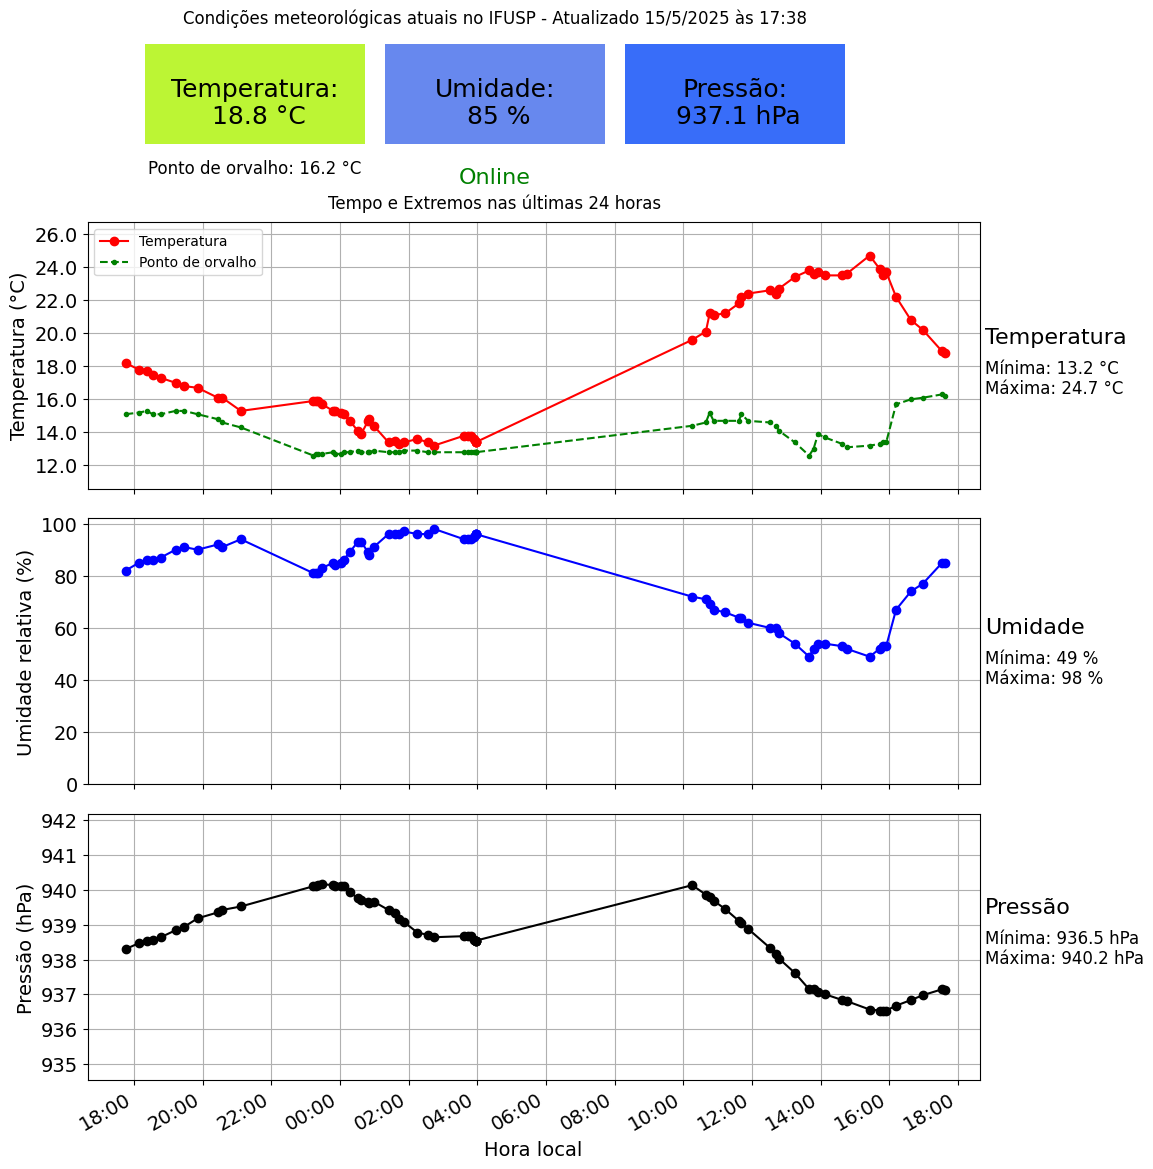 Condições meteorológicas atuais no IFUSP - Atualizado 15/5/2025 às 17:38
Temperatura:
18.8 °C
Umidade:
85 %
Pressão:
937.1 hPa
Ponto de orvalho: 16.2 °C
Online
Tempo e Extremos nas últimas 24 horas
Temperatura (°C)
26.0
24.0
22.0
20.0
18.0
16.0
14.0
12.0
Temperatura
Ponto de orvalho
Temperatura
Mínima: 13.2 °C
Máxima: 24.7 °C
Umidade relativa (%)
100
80
60
40
20
0
Umidade
Mínima: 49 %
Máxima: 98 %
Pressão (hPa)
942
941
940
939
938
937
936
935
Pressão
Mínima: 936.5 hPa
Máxima: 940.2 hPa
18:00 20:00 22:00 00:00 02:00 04:00 06:00 08:00 10:00 12:00 14:00 16:00 18:00
Hora local